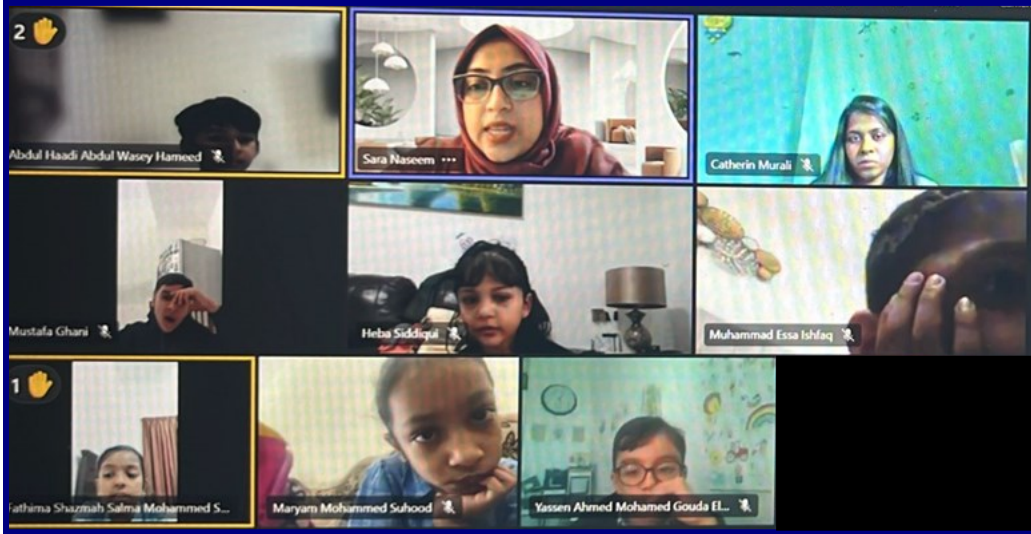 2
Abdul Haadi Abdul Wasey Hameed
Sara Naseem ...
Catherin Murali
Mustafa Ghani
Heba Siddiqui
Muhammad Essa Ishfaq
1
Fathima Shazmah Salma Mohammed S...
Maryam Mohammed Suhood
Yassen Ahmed Mohamed Gouda El...